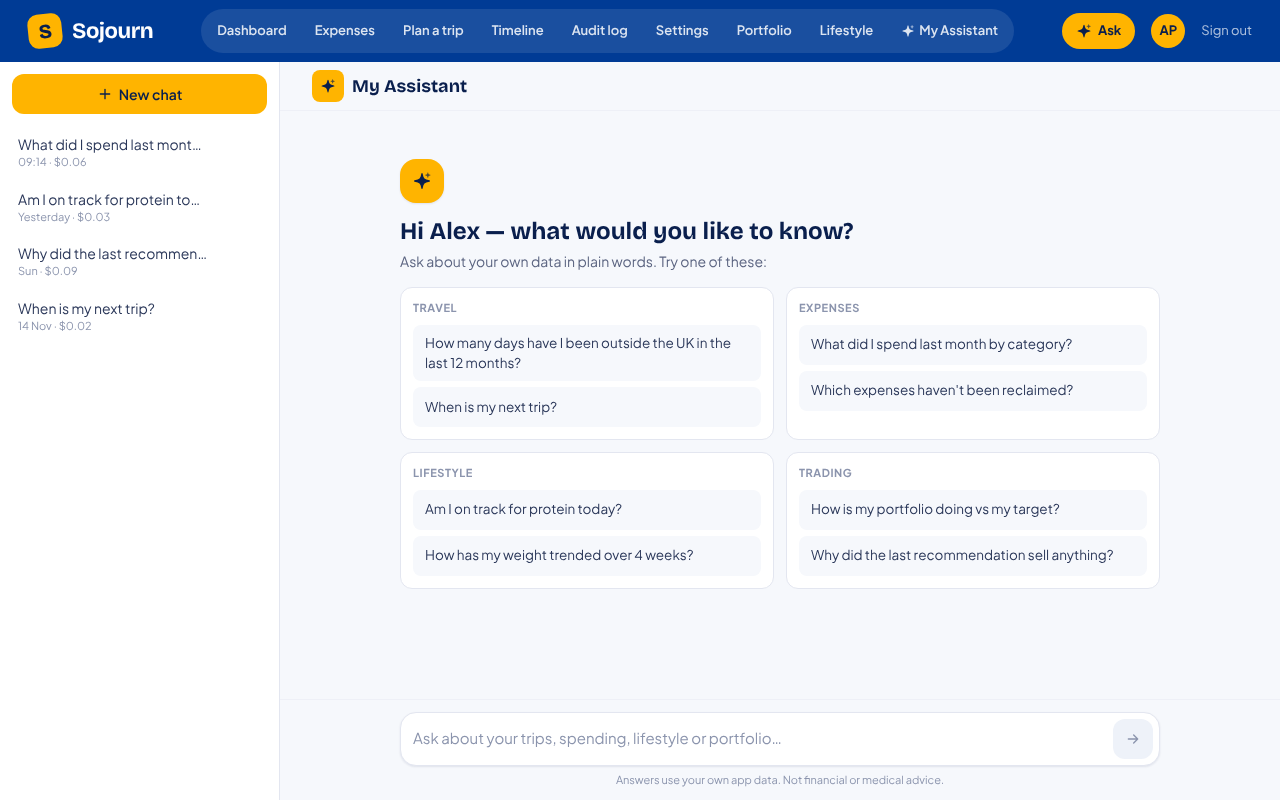 S Sojourn
Dashboard Expenses Plan a trip Timeline Audit log Settings Portfolio Lifestyle My Assistant
Ask AP Sign out
+ New chat
What did I spend last mont…
09:14 · $0.06
Am I on track for protein to…
Yesterday · $0.03
Why did the last recommen…
Sun · $0.09
When is my next trip?
14 Nov · $0.02
My Assistant
Hi Alex — what would you like to know?
Ask about your own data in plain words. Try one of these:
TRAVEL
How many days have I been outside the UK in the
last 12 months?
When is my next trip?
EXPENSES
What did I spend last month by category?
Which expenses haven't been reclaimed?
LIFESTYLE
Am I on track for protein today?
How has my weight trended over 4 weeks?
TRADING
How is my portfolio doing vs my target?
Why did the last recommendation sell anything?
Ask about your trips, spending, lifestyle or portfolio…
Answers use your own app data. Not financial or medical advice.